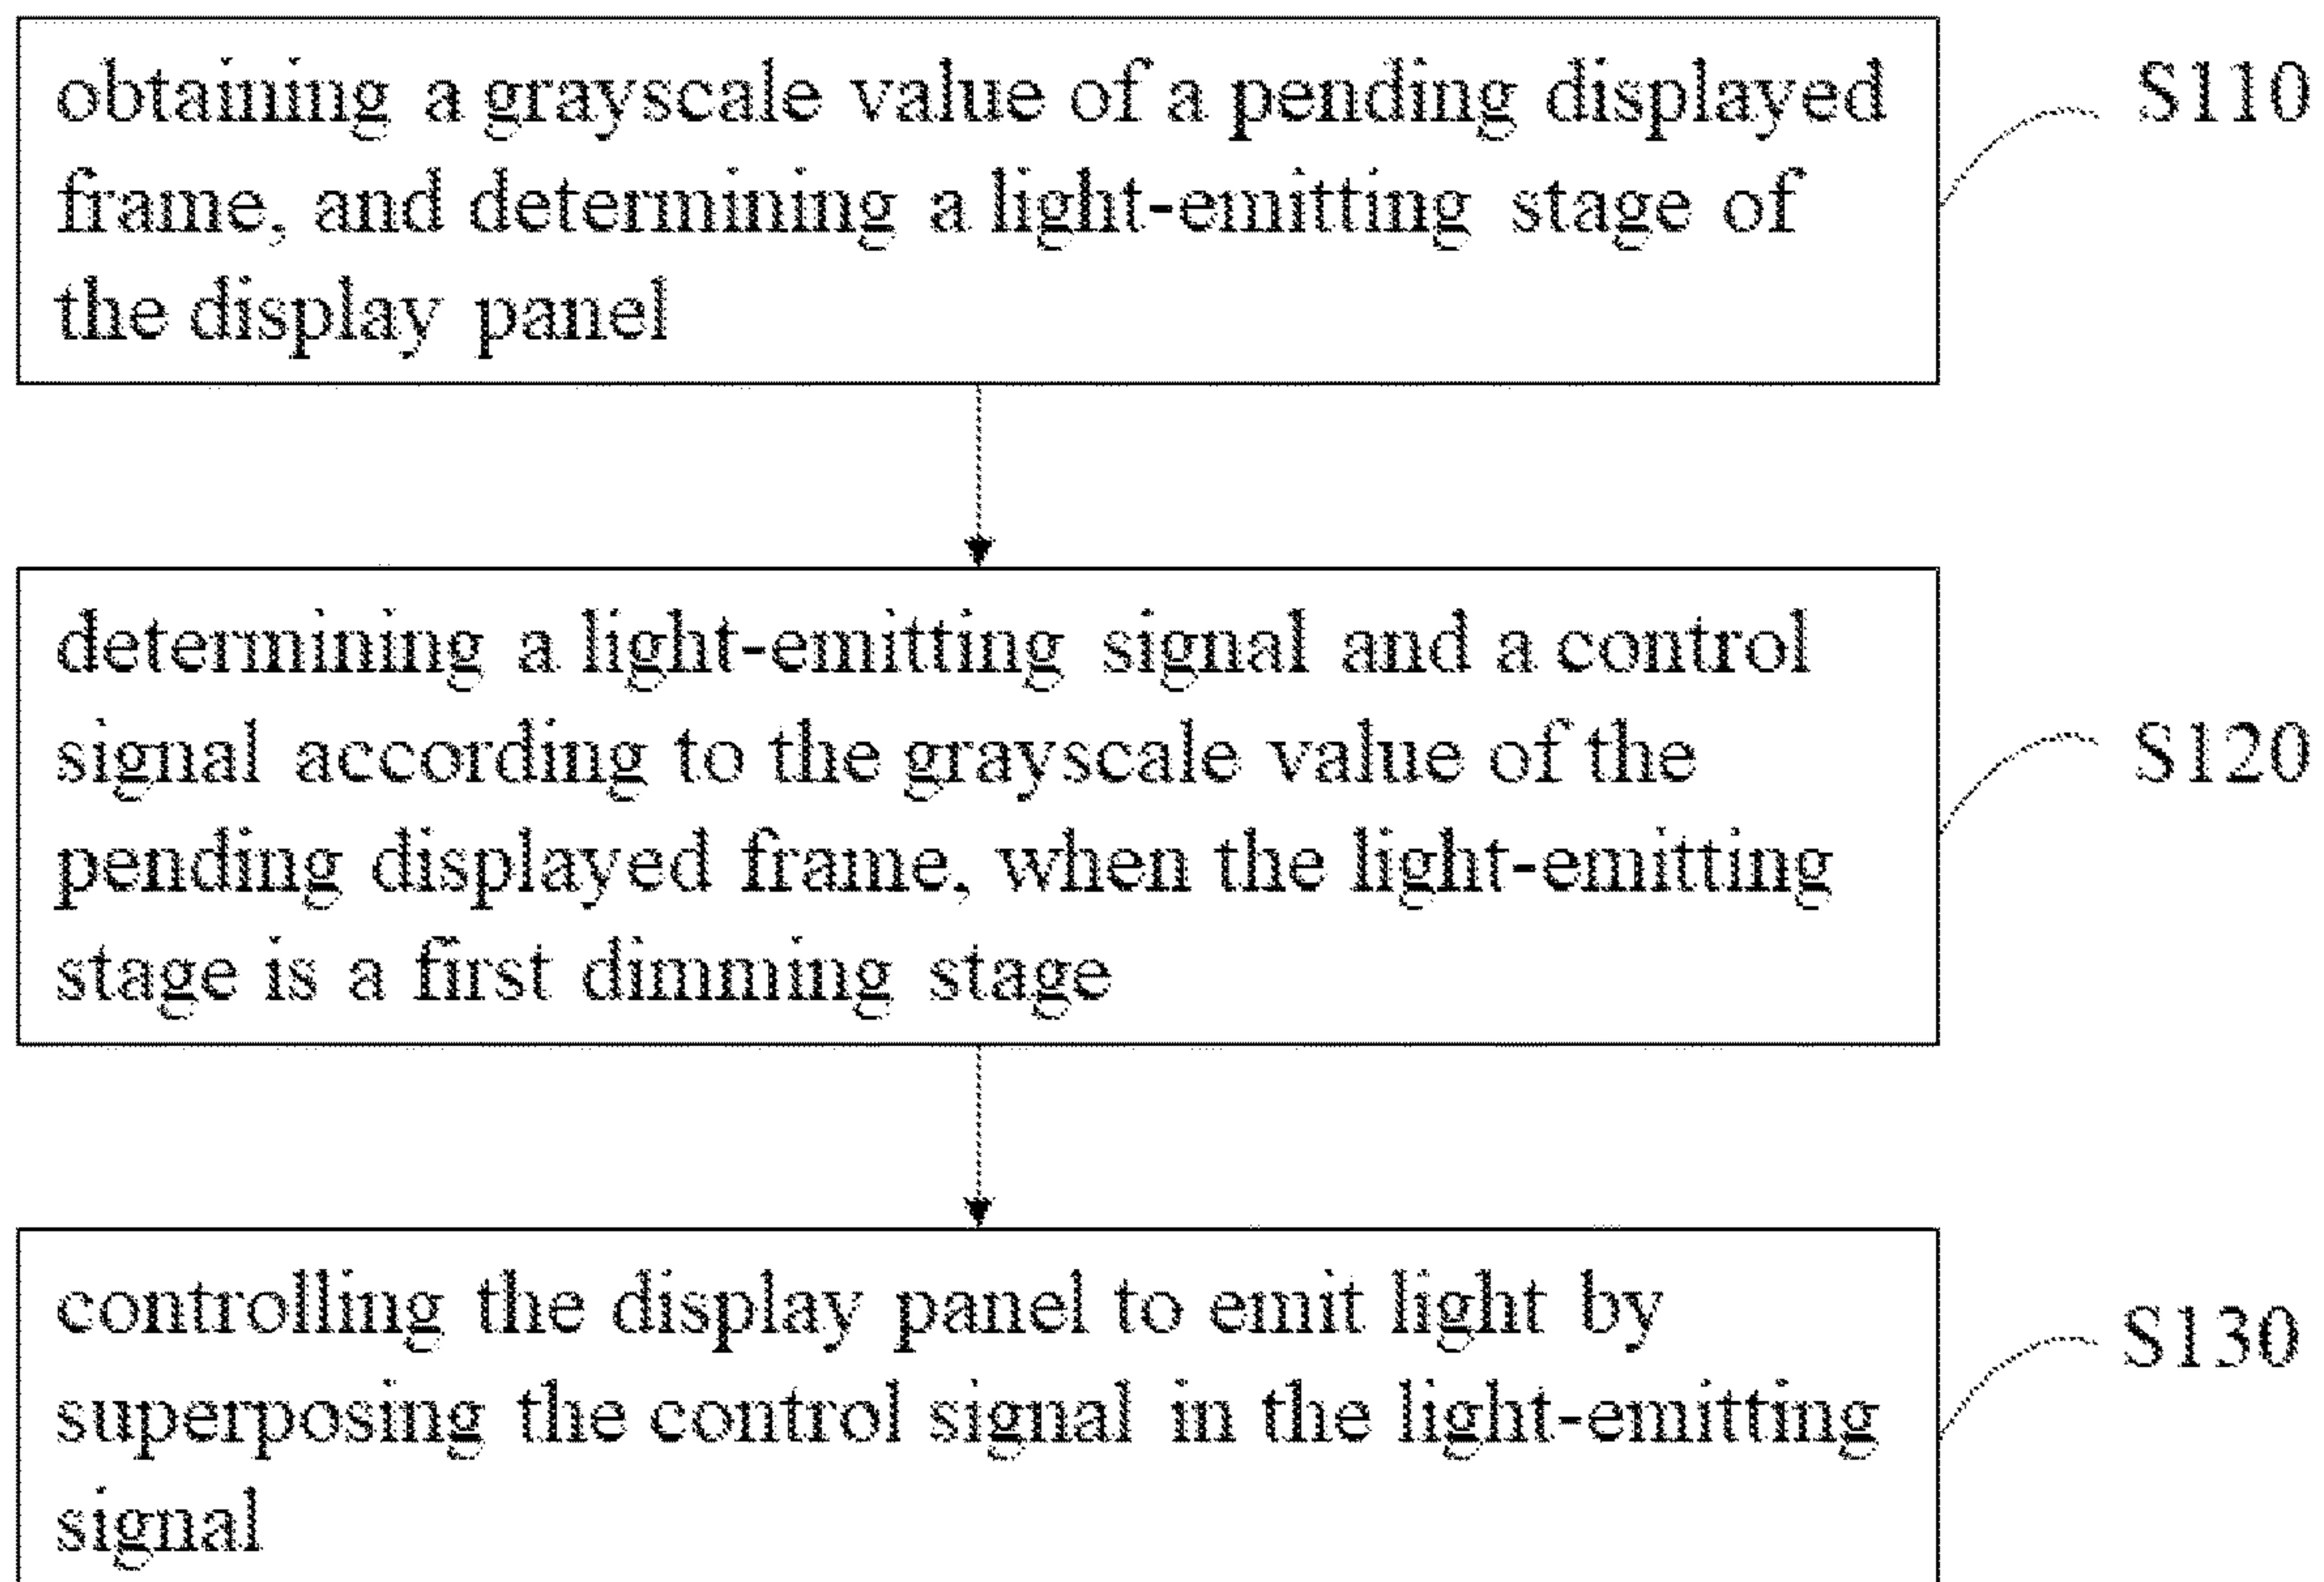 obtaining a grayscale value of a pending displayed
frame, and determining a light-emitting stage of
the display panel
S110
determining a light-emitting signal and a control
signal according to the grayscale value of the
pending displayed frame, when the light-emitting
stage is a first dimming stage
S120
controlling the display panel to emit light by
superposing the control signal in the light-emitting
signal
S130